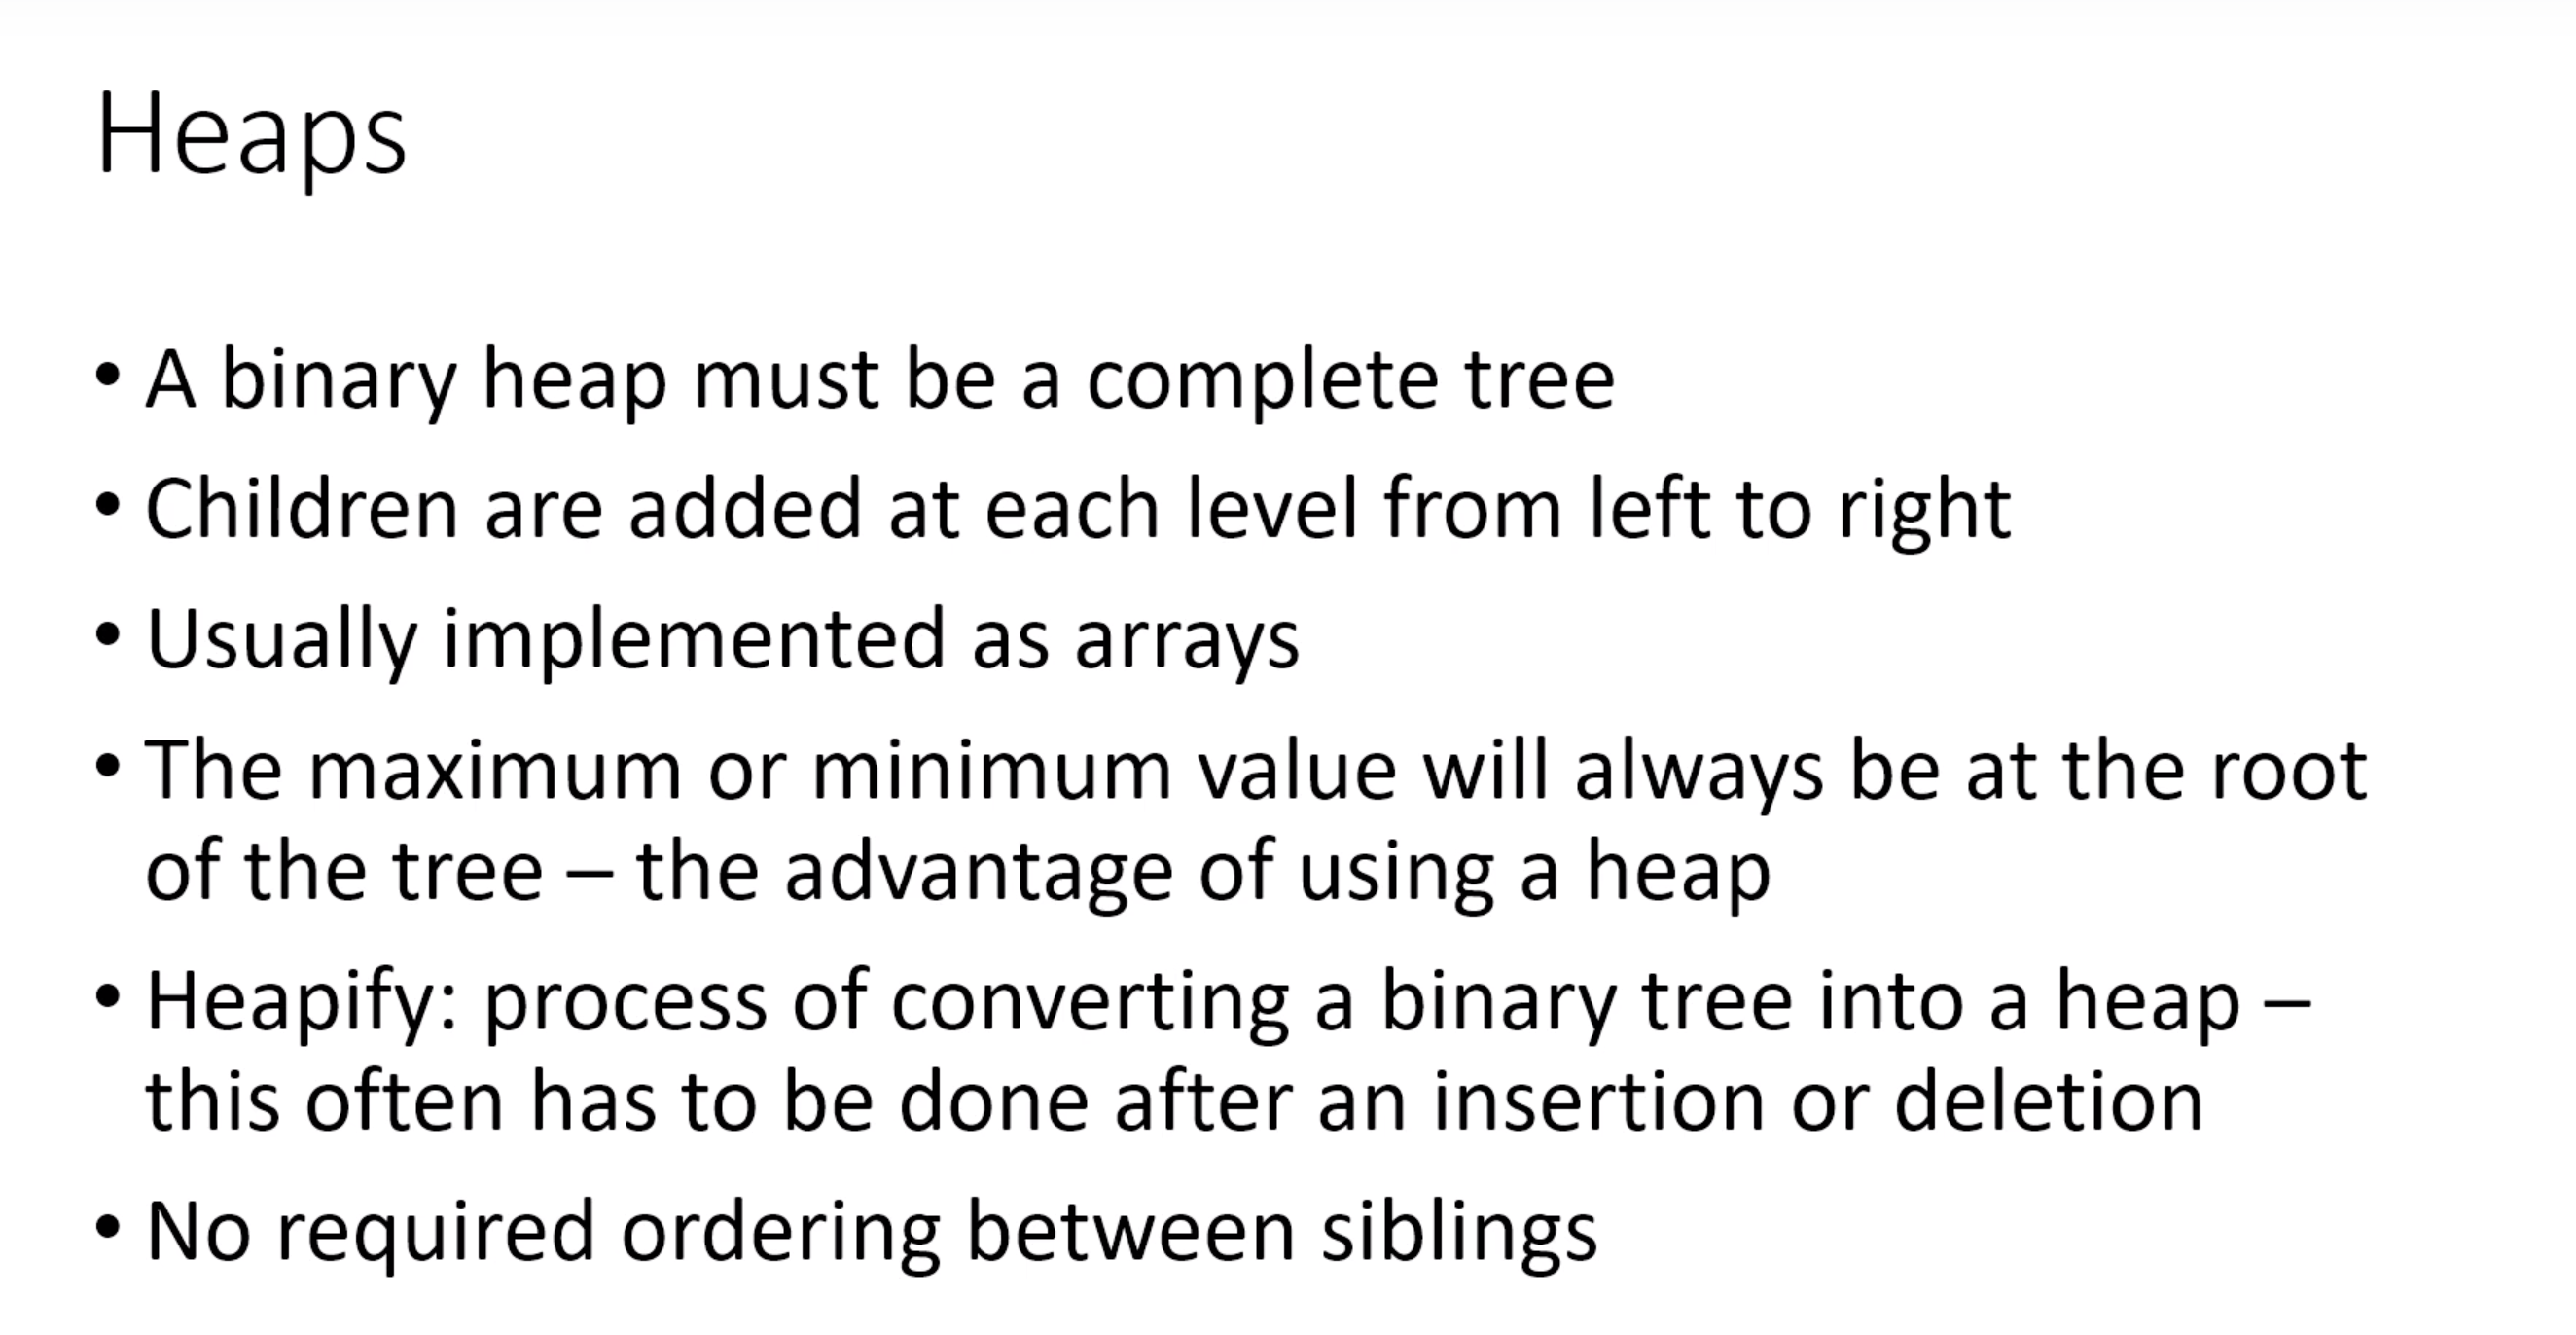 Heaps
• A binary heap must be a complete tree
• Children are added at each level from left to right
• Usually implemented as arrays
• The maximum or minimum value will always be at the root
of the tree – the advantage of using a heap
• Heapify: process of converting a binary tree into a heap –
this often has to be done after an insertion or deletion
• No required ordering between siblings